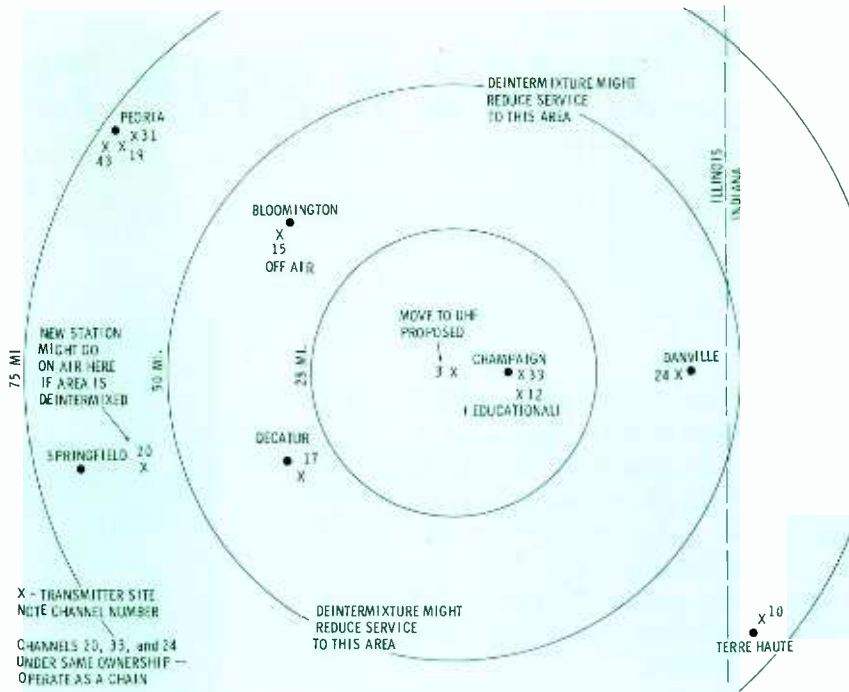 DEINTERMIXTURE MIGHT
REDUCE SERVICE
TO THIS AREA
PEORIA
X 31
X X
43 19
ILLINOIS
INDIANA
BLOOMINGTON
X
15
OFF AIR
MOVE TO UHF
PROPOSED
NEW STATION
MIGHT GO
ON AIR HERE
IF AREA IS
DEINTERMIXED
75 MI
50 MI.
25 MI.
3 X
CHAMPAIGN
X 33
X 12
(EDUCATIONAL)
DANVILLE
24 X
SPRINGFIELD
20
X
DECATUR
17
X
X - TRANSMITTER SITE
NOTE CHANNEL NUMBER
CHANNELS 20, 33, and 24
UNDER SAME OWNERSHIP —
OPERATE AS A CHAIN
DEINTERMIXTURE MIGHT
REDUCE SERVICE
TO THIS AREA
X 10
TERRE HAUTE